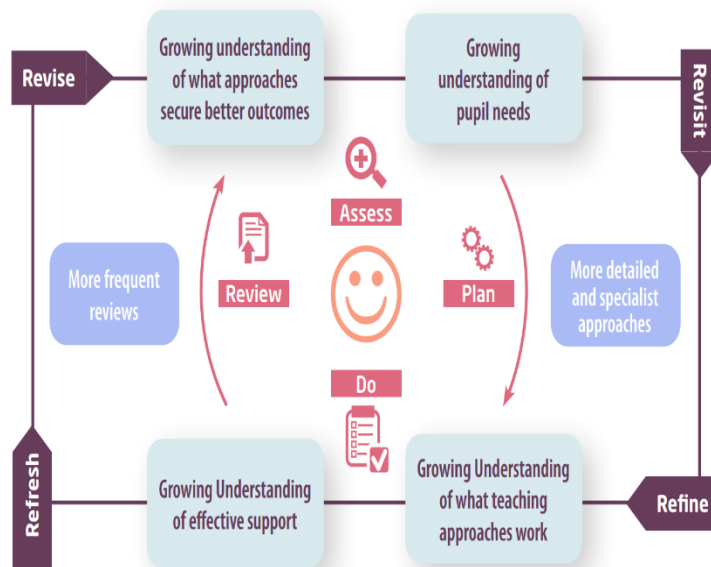 Revise
Growing understanding
of what approaches
secure better outcomes
Growing
understanding of
pupil needs
Revisit
Assess
More frequent
reviews
Review
Plan
More detailed
and specialist
approaches
Do
Refresh
Growing Understanding
of effective support
Growing Understanding
of what teaching
approaches work
Refine